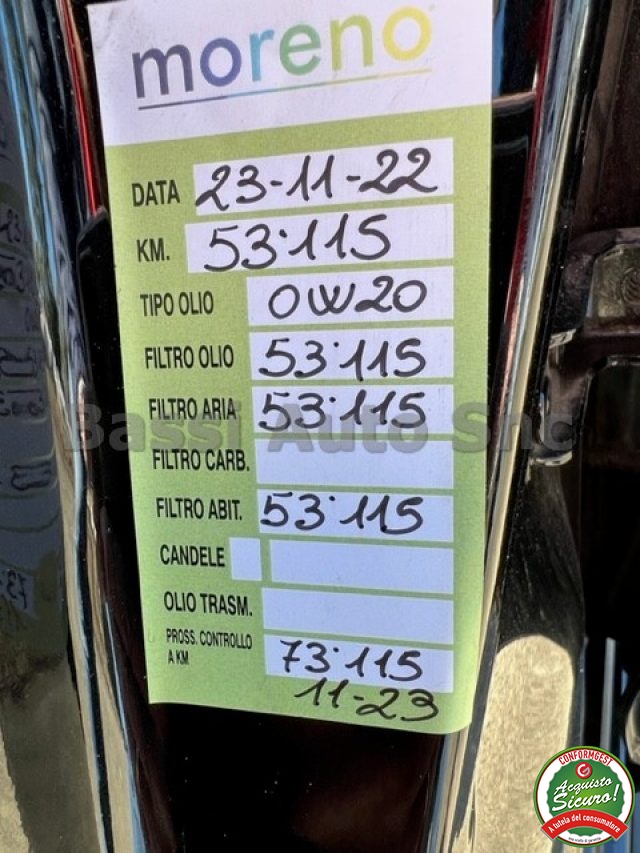 moreno
DATA 23-11-22
KM. 53·115
TIPO OLIO 0W20
FILTRO OLIO 53·115
FILTRO ARIA 53·115
Bassi Auto Snc
FILTRO CARB.
FILTRO ABIT. 53·115
CANDELE
OLIO TRASM.
PROSS. CONTROLLO
A KM 73·115
11-23
CONFORMGEST
Acquisto
Sicuro!
A tutela del consumatore